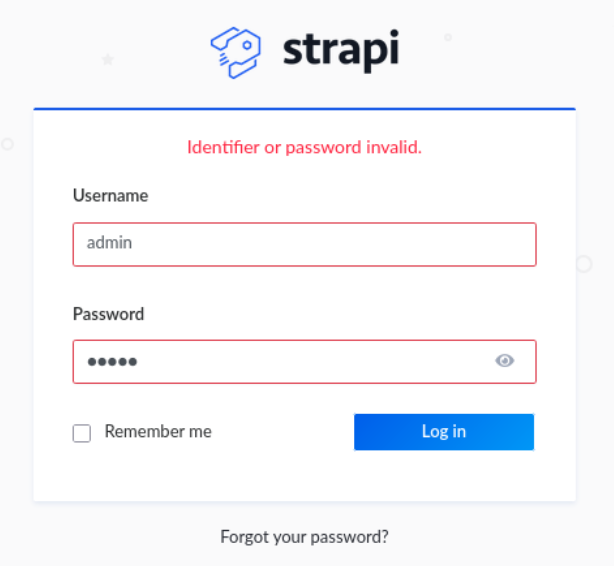 strapi
Identifier or password invalid.
Username
admin
Password
•••••
Remember me
Log in
Forgot your password?